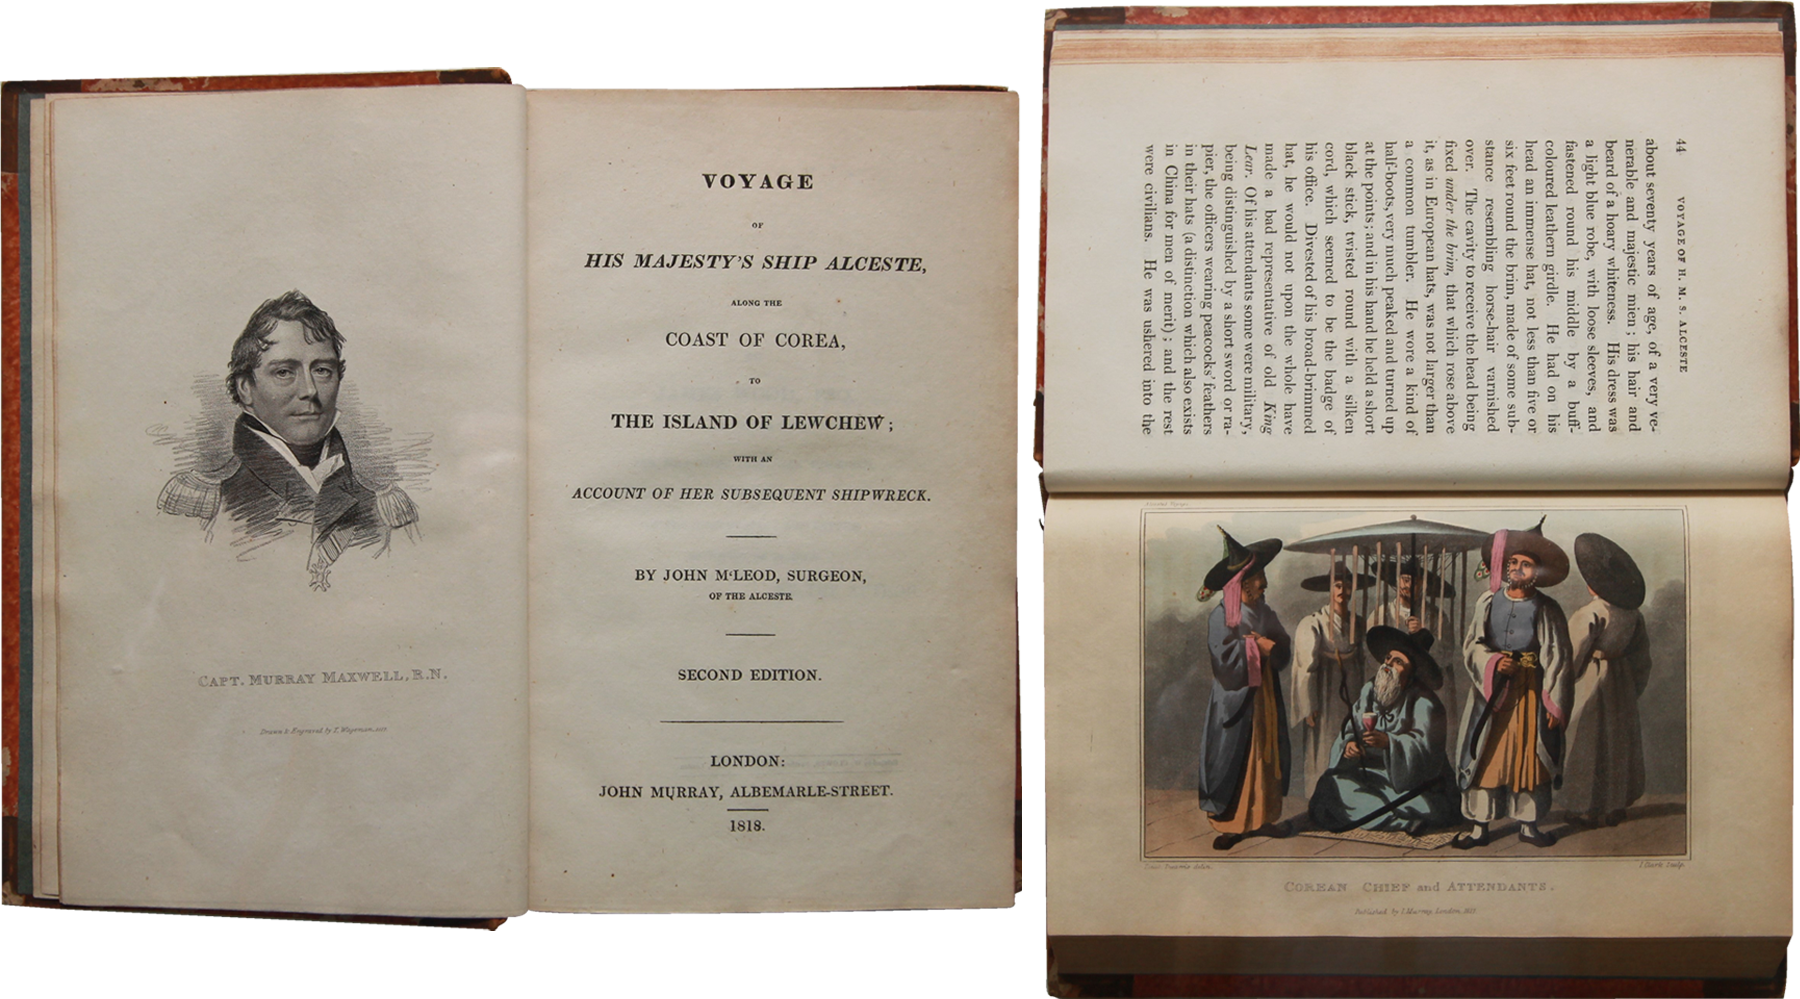 CAPT. MURRAY MAXWELL, R.N.
Drawn & Engraved by T. Wageman,
VOYAGE
OF
HIS MAJESTY'S SHIP ALCESTE,
ALONG THE
COAST OF COREA,
TO
THE ISLAND OF LEWCHEW;
WITH AN
ACCOUNT OF HER SUBSEQUENT SHIPWRECK.
BY JOHN M‘LEOD, SURGEON,
OF THE ALCESTE.
SECOND EDITION.
LONDON:
JOHN MURRAY, ALBEMARLE-STREET.
1818.
44 VOYAGE OF H. M. S. ALCESTE
about seventy years of age, of a very ve-
nerable and majestic mien; his hair and
beard of a hoary whiteness. His dress was
a light blue robe, with loose sleeves, and
fastened round his middle by a buff-
coloured leathern girdle. He had on his
head an immense hat, not less than five or
six feet round the brim, made of some sub-
stance resembling horse-hair varnished
over. The cavity to receive the head being
fixed under the brim, that which rose above
it, as in European hats, was not larger than
a common tumbler. He wore a kind of
half-boots, very much peaked and turned up
at the points; and in his hand he held a short
black stick, twisted round with a silken
cord, which seemed to be the badge of
his office. Divested of his broad-brimmed
hat, he would not upon the whole have
made a bad representative of old King
Lear. Of his attendants some were military,
being distinguished by a short sword or ra-
pier, the officers wearing peacocks' feathers
in their hats (a distinction which also exists
in China for men of merit); and the rest
were civilians. He was ushered into the
COREAN CHIEF and ATTENDANTS.
Published by J. Murray, London,